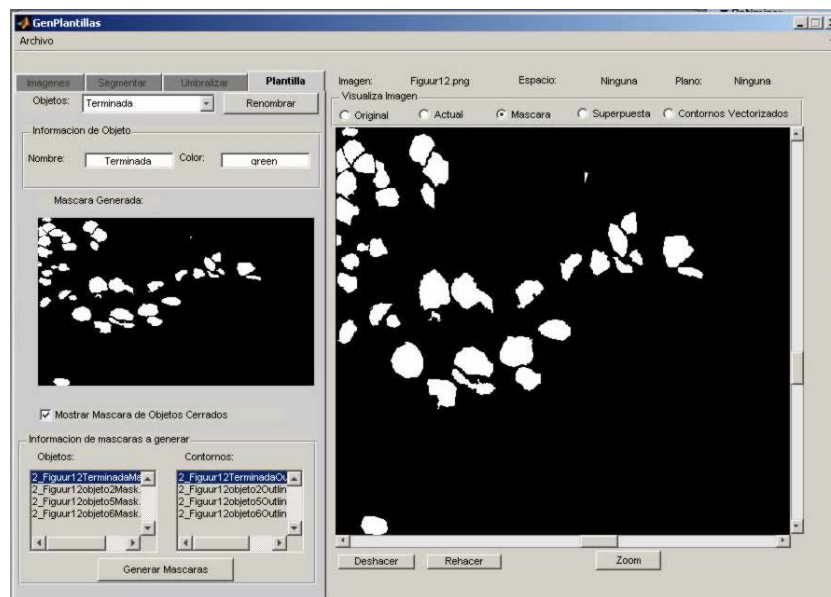 GenPlantillas
Archivo
Imagenes Segmentar Umbralizar Plantilla
Objetos: Terminada Renombrar
Informacion de Objeto
Nombre: Terminada Color: green
Mascara Generada:
Mostrar Mascara de Objetos Cerrados
Informacion de mascaras a generar
Objetos: Contornos:
2_Figuur12TerminadaMa 2_Figuur12TerminadaOu
2_Figuur12objeto2Mask. 2_Figuur12objeto2Outlin
2_Figuur12objeto5Mask. 2_Figuur12objeto5Outlin
2_Figuur12objeto6Mask. 2_Figuur12objeto6Outlin
Generar Mascaras
Imagen: Figuur12.png Espacio: Ninguna Plano: Ninguna
Visualiza Imagen
Original Actual Mascara Superpuesta Contornos Vectorizados
Deshacer Rehacer Zoom